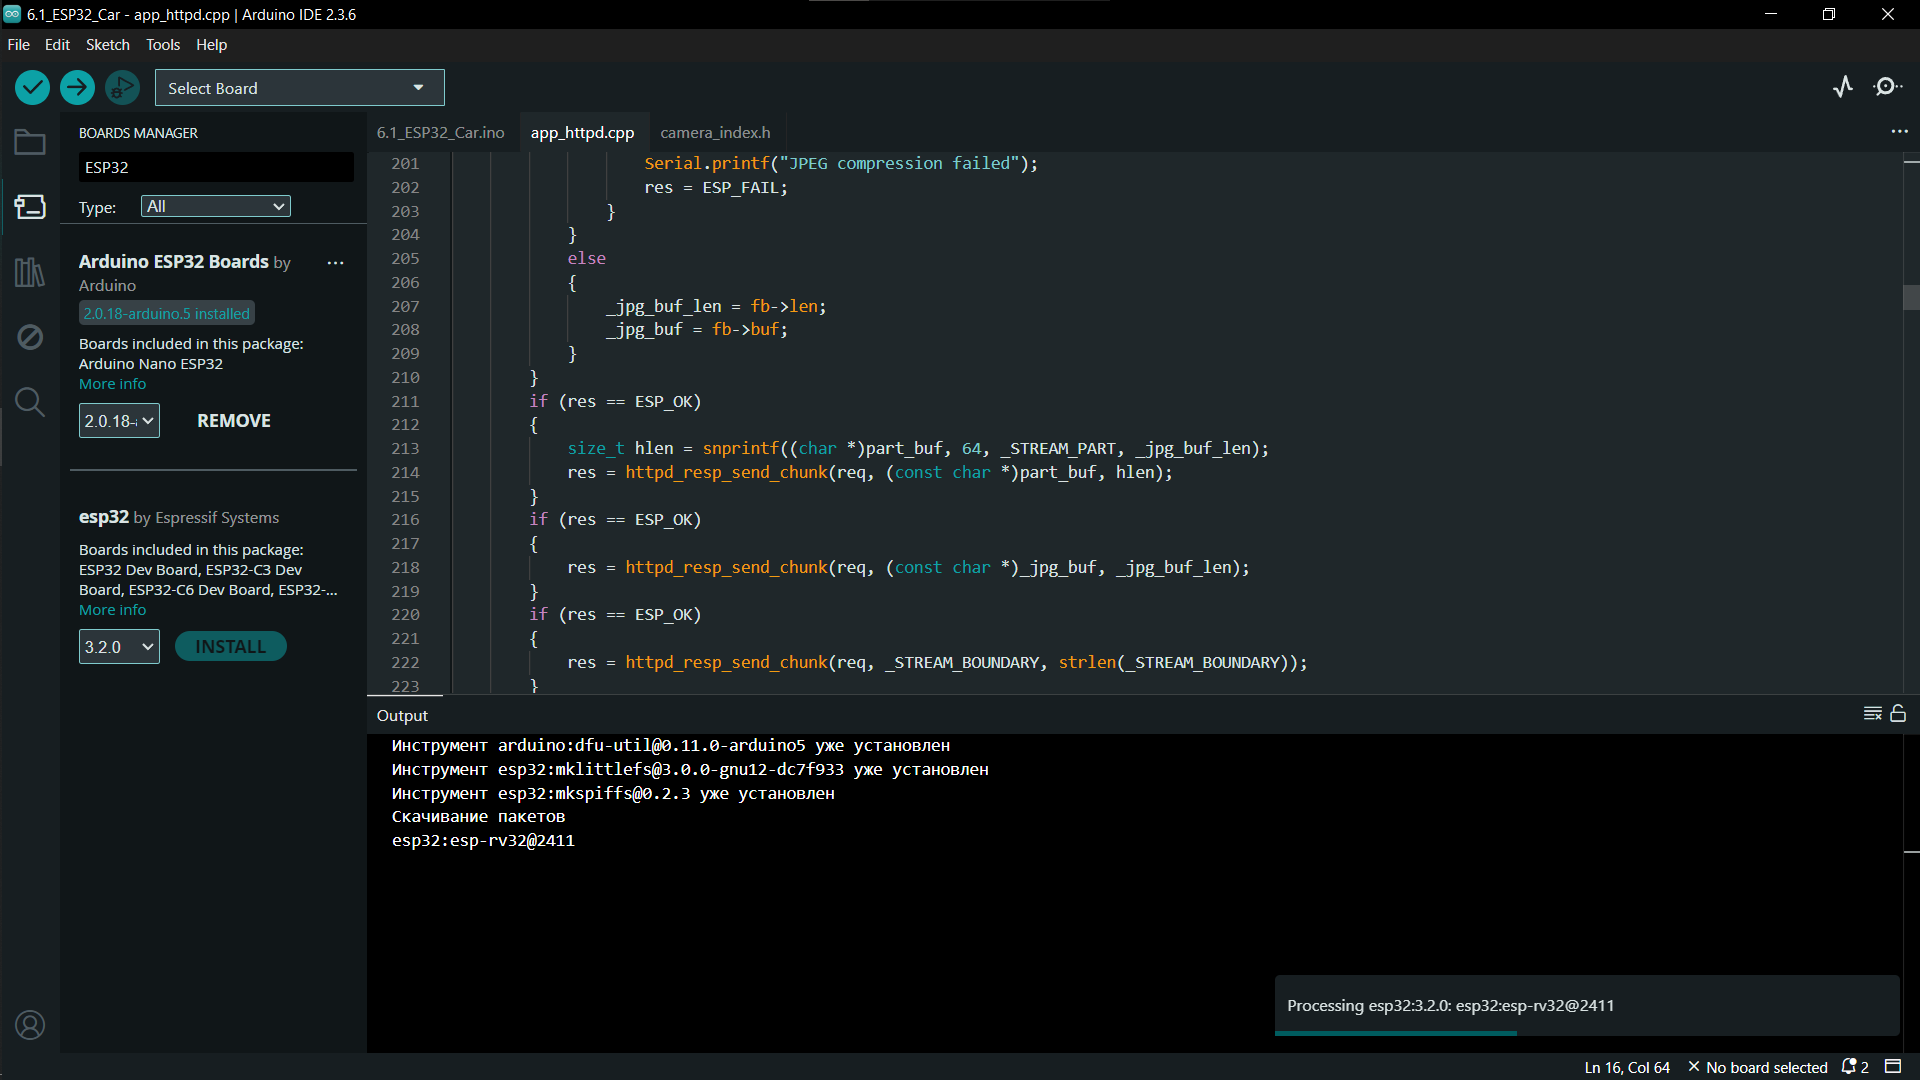 6.1_ESP32_Car - app_httpd.cpp | Arduino IDE 2.3.6
File Edit Sketch Tools Help
Select Board
BOARDS MANAGER
ESP32
Type: All
Arduino ESP32 Boards by
Arduino
2.0.18-arduino.5 installed
Boards included in this package:
Arduino Nano ESP32
More info
2.0.18- REMOVE
esp32 by Espressif Systems
Boards included in this package:
ESP32 Dev Board, ESP32-C3 Dev
Board, ESP32-C6 Dev Board, ESP32-...
More info
3.2.0 INSTALL
6.1_ESP32_Car.ino app_httpd.cpp camera_index.h
201 Serial.printf("JPEG compression failed");
202 res = ESP_FAIL;
203 }
204 }
205 else
206 {
207 _jpg_buf_len = fb->len;
208 _jpg_buf = fb->buf;
209 }
210 }
211 if (res == ESP_OK)
212 {
213 size_t hlen = snprintf((char *)part_buf, 64, _STREAM_PART, _jpg_buf_len);
214 res = httpd_resp_send_chunk(req, (const char *)part_buf, hlen);
215 }
216 if (res == ESP_OK)
217 {
218 res = httpd_resp_send_chunk(req, (const char *)_jpg_buf, _jpg_buf_len);
219 }
220 if (res == ESP_OK)
221 {
222 res = httpd_resp_send_chunk(req, _STREAM_BOUNDARY, strlen(_STREAM_BOUNDARY));
223 }
Output
Инструмент arduino:dfu-util@0.11.0-arduino5 уже установлен
Инструмент esp32:mklittlefs@3.0.0-gnu12-dc7f933 уже установлен
Инструмент esp32:mkspiffs@0.2.3 уже установлен
Скачивание пакетов
esp32:esp-rv32@2411
Processing esp32:3.2.0: esp32:esp-rv32@2411
Ln 16, Col 64 No board selected 2